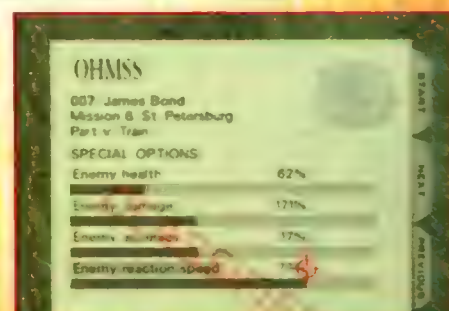 OHMSS
007 James Bond
Mission 6: St. Petersburg
Part v: Train
SPECIAL OPTIONS:
Enemy health 62%
Enemy damage 171%
Enemy accuracy 17%
Enemy reaction speed
START
NEXT
PREVIOUS